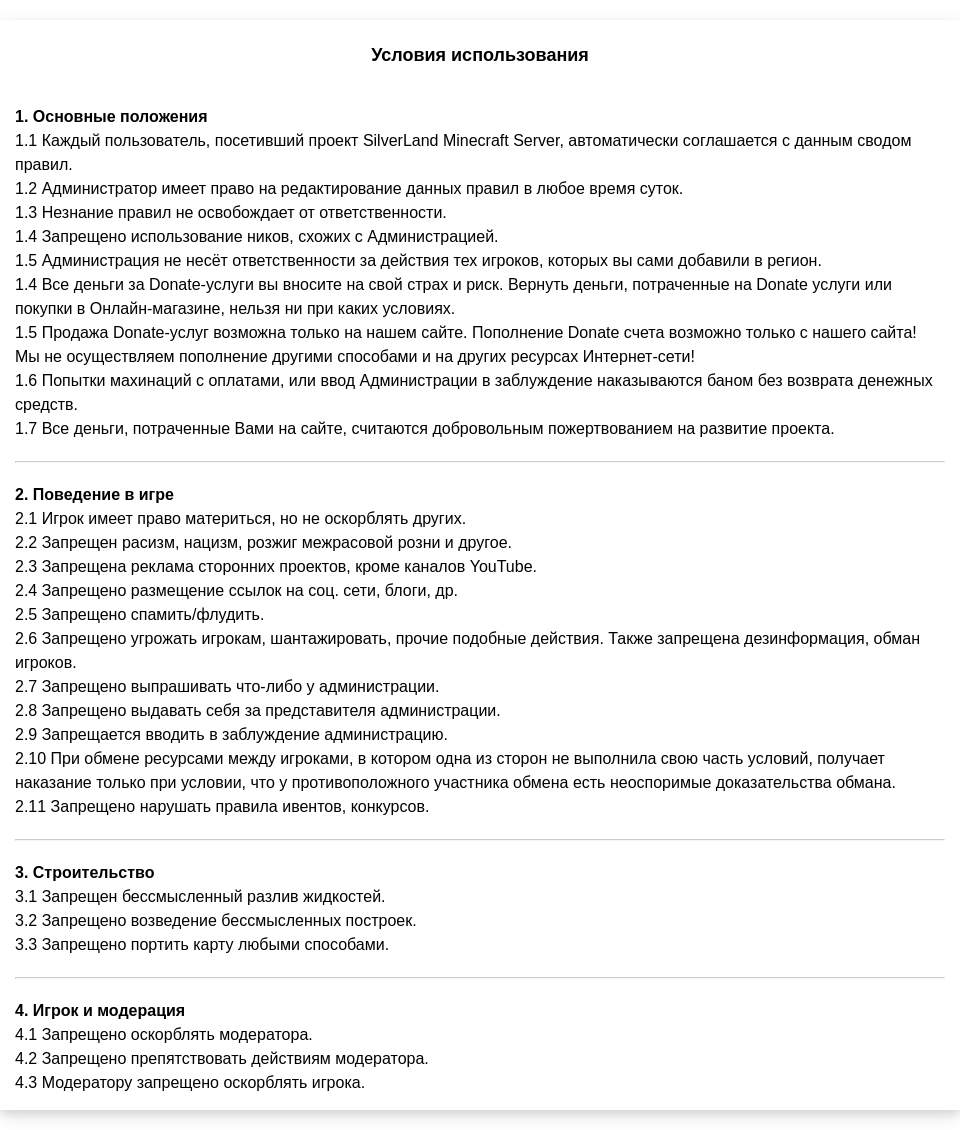 Условия использования
1. Основные положения
1.1 Каждый пользователь, посетивший проект SilverLand Minecraft Server, автоматически соглашается с данным сводом
правил.
1.2 Администратор имеет право на редактирование данных правил в любое время суток.
1.3 Незнание правил не освобождает от ответственности.
1.4 Запрещено использование ников, схожих с Администрацией.
1.5 Администрация не несёт ответственности за действия тех игроков, которых вы сами добавили в регион.
1.4 Все деньги за Donate-услуги вы вносите на свой страх и риск. Вернуть деньги, потраченные на Donate услуги или
покупки в Онлайн-магазине, нельзя ни при каких условиях.
1.5 Продажа Donate-услуг возможна только на нашем сайте. Пополнение Donate счета возможно только с нашего сайта!
Мы не осуществляем пополнение другими способами и на других ресурсах Интернет-сети!
1.6 Попытки махинаций с оплатами, или ввод Администрации в заблуждение наказываются баном без возврата денежных
средств.
1.7 Все деньги, потраченные Вами на сайте, считаются добровольным пожертвованием на развитие проекта.
2. Поведение в игре
2.1 Игрок имеет право материться, но не оскорблять других.
2.2 Запрещен расизм, нацизм, розжиг межрасовой розни и другое.
2.3 Запрещена реклама сторонних проектов, кроме каналов YouTube.
2.4 Запрещено размещение ссылок на соц. сети, блоги, др.
2.5 Запрещено спамить/флудить.
2.6 Запрещено угрожать игрокам, шантажировать, прочие подобные действия. Также запрещена дезинформация, обман
игроков.
2.7 Запрещено выпрашивать что-либо у администрации.
2.8 Запрещено выдавать себя за представителя администрации.
2.9 Запрещается вводить в заблуждение администрацию.
2.10 При обмене ресурсами между игроками, в котором одна из сторон не выполнила свою часть условий, получает
наказание только при условии, что у противоположного участника обмена есть неоспоримые доказательства обмана.
2.11 Запрещено нарушать правила ивентов, конкурсов.
3. Строительство
3.1 Запрещен бессмысленный разлив жидкостей.
3.2 Запрещено возведение бессмысленных построек.
3.3 Запрещено портить карту любыми способами.
4. Игрок и модерация
4.1 Запрещено оскорблять модератора.
4.2 Запрещено препятствовать действиям модератора.
4.3 Модератору запрещено оскорблять игрока.